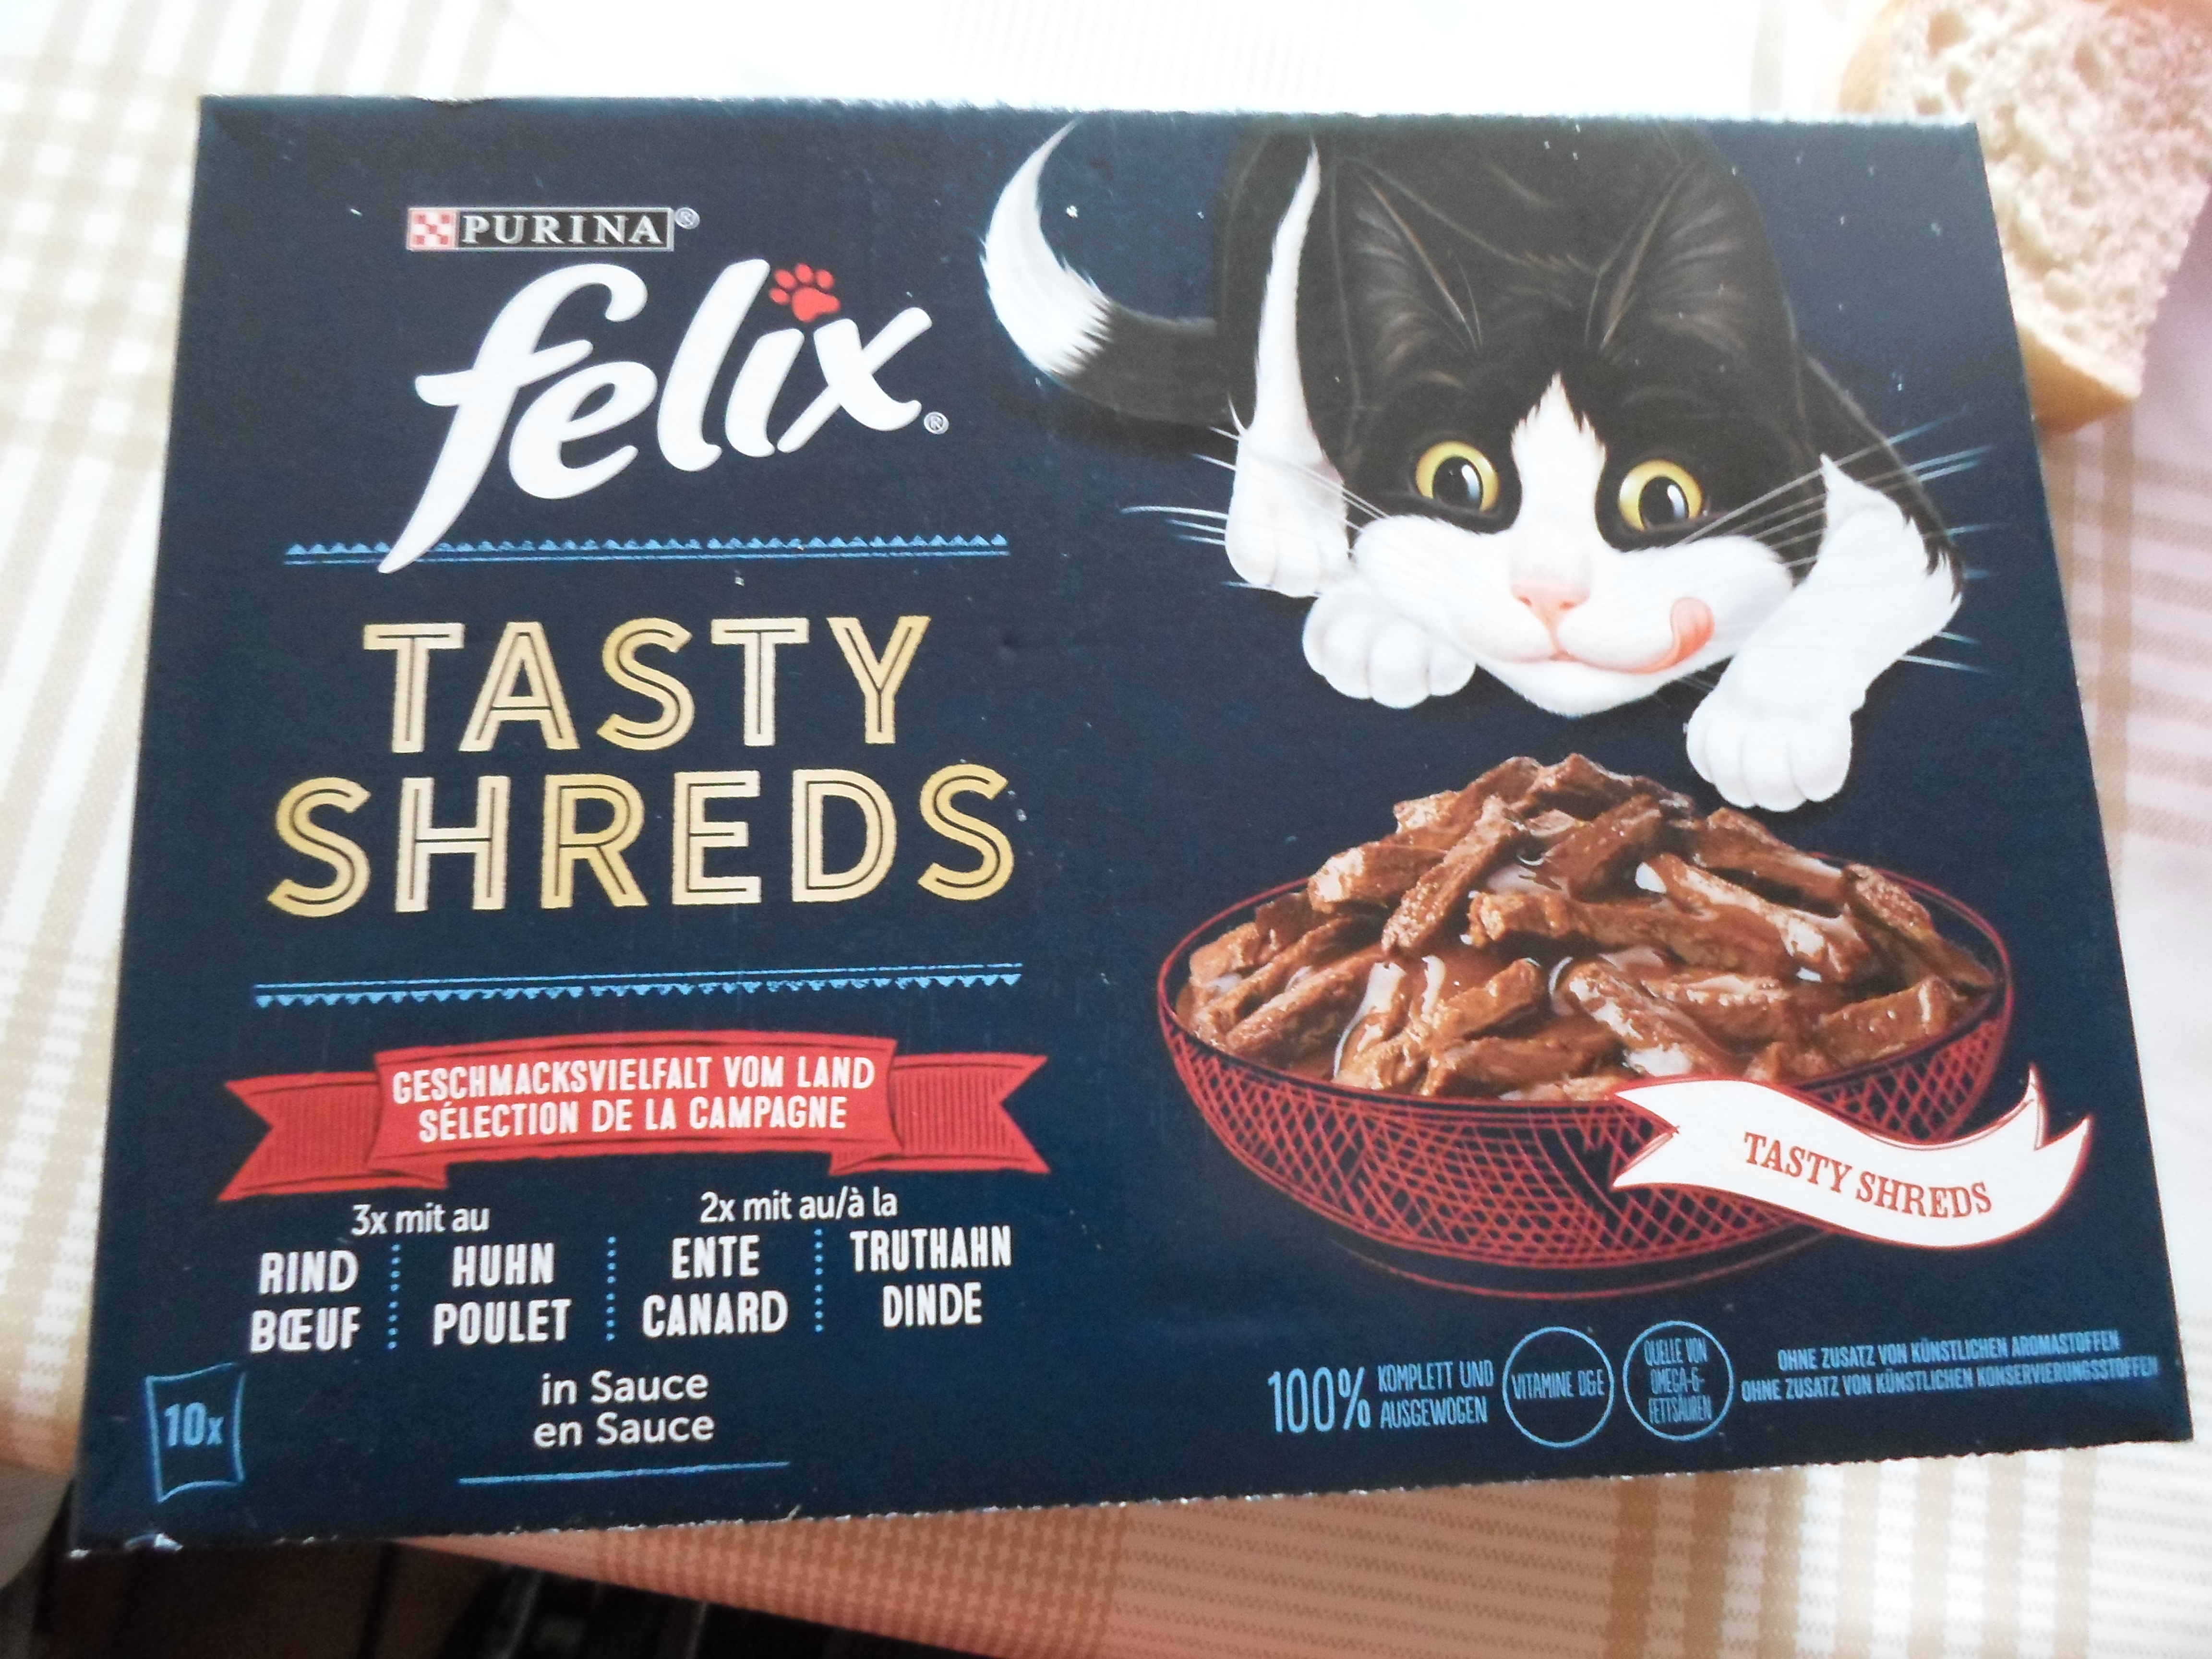 PURINA®
felix®
TASTY
SHREDS
GESCHMACKSVIELFALT VOM LAND
SÉLECTION DE LA CAMPAGNE
3x mit au
RIND
BŒUF
HUHN
POULET
2x mit au/à la
ENTE
CANARD
TRUTHAHN
DINDE
in Sauce
en Sauce
10x
TASTY SHREDS
100% KOMPLETT UND
AUSGEWOGEN
VITAMINE D&E
QUELLE VON
OMEGA-6-
FETTSÄUREN
OHNE ZUSATZ VON KÜNSTLICHEN AROMASTOFFEN
OHNE ZUSATZ VON KÜNSTLICHEN KONSERVIERUNGSSTOFFEN